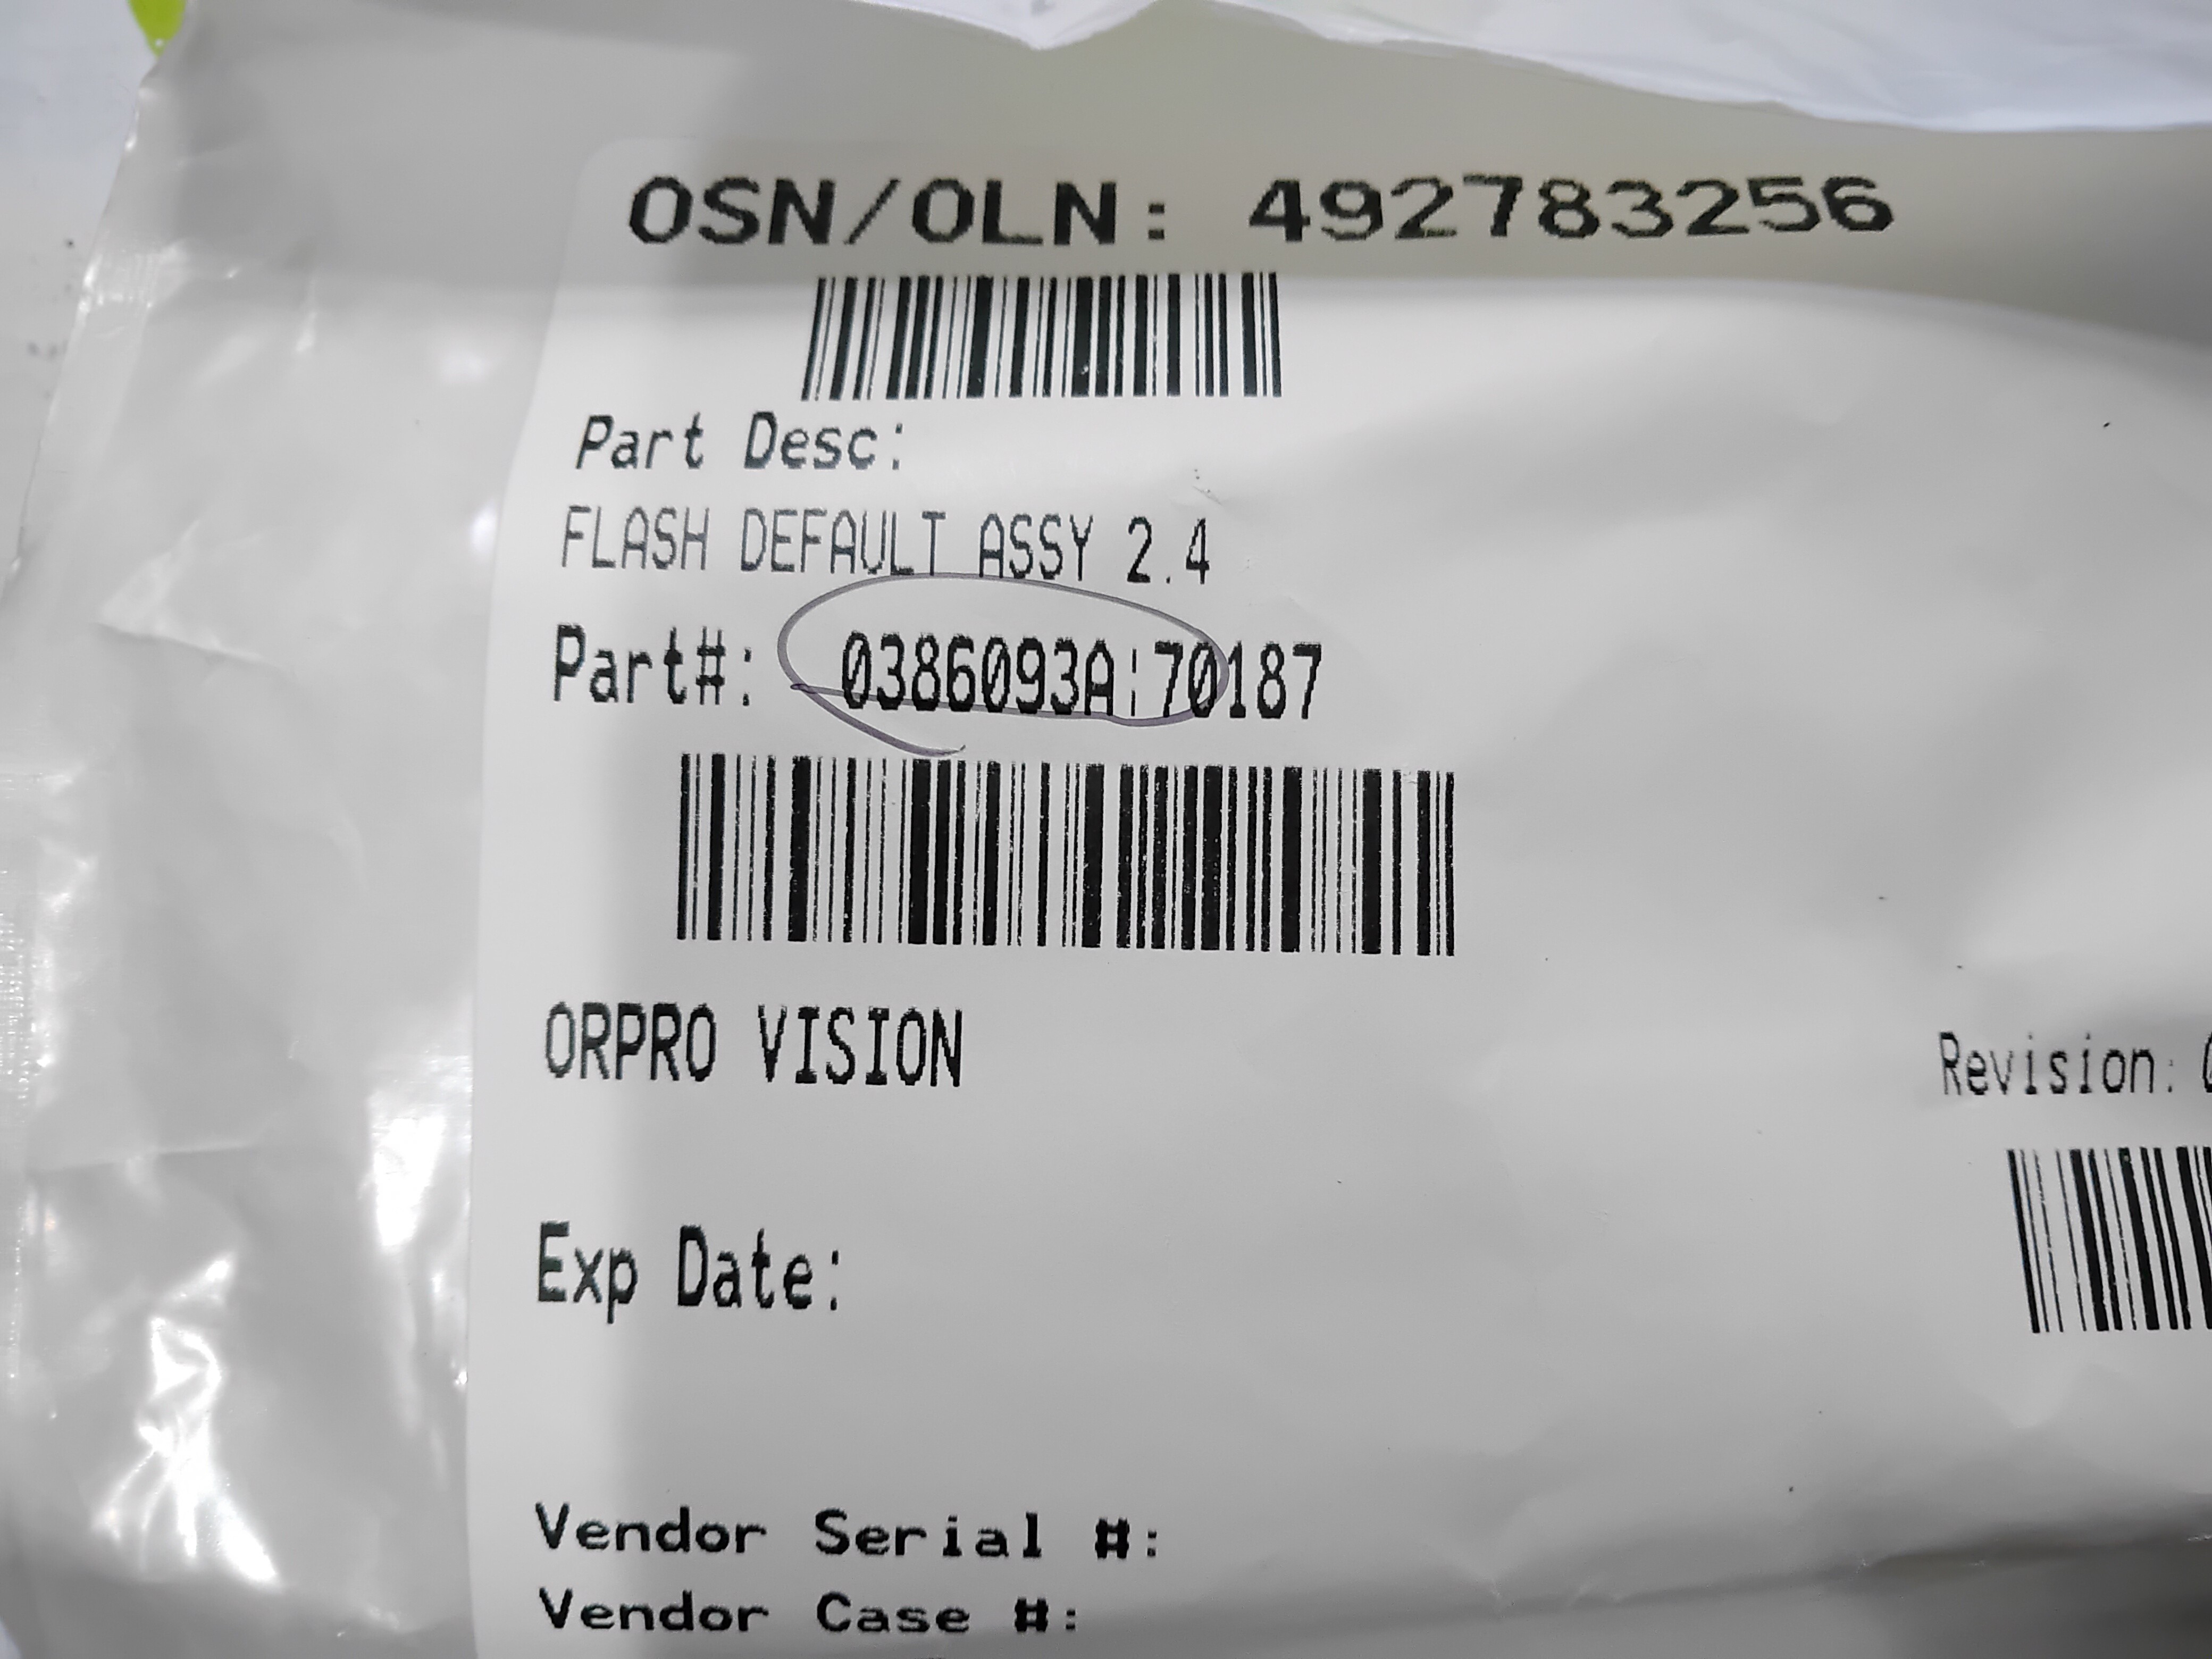 OSN/OLN: 492783256
Part Desc:
FLASH DEFAULT ASSY 2.4
Part#: 0386093A:70187
ORPRO VISION
Revision:
Exp Date:
Vendor Serial #:
Vendor Case #: